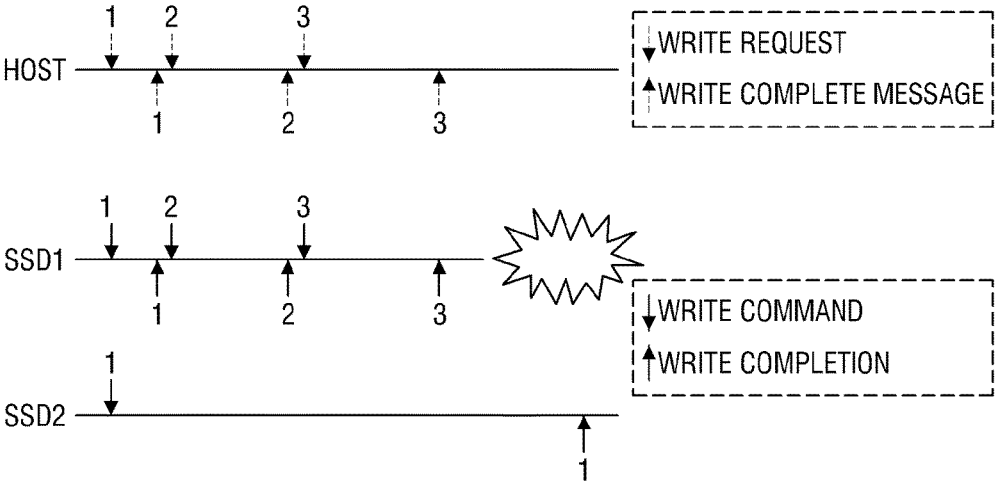 1 2 3
HOST
1 2 3
WRITE REQUEST
WRITE COMPLETE MESSAGE
1 2 3
SSD1
1 2 3
WRITE COMMAND
WRITE COMPLETION
1
SSD2
1